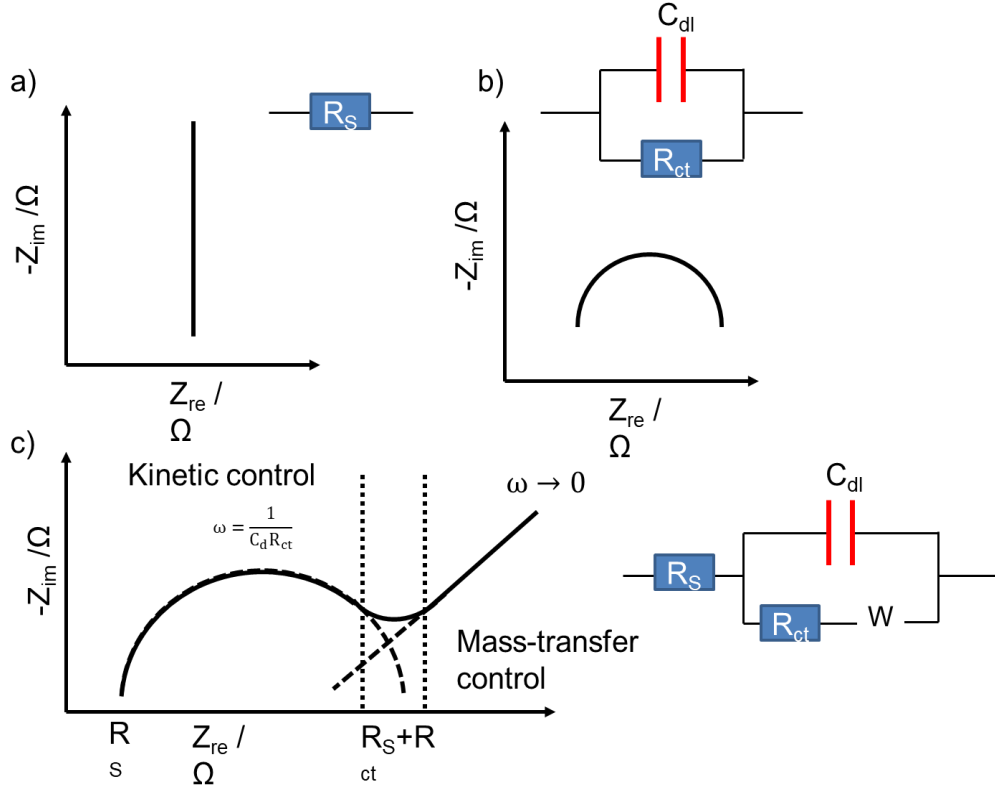 a)
R_S
-Z_im /Ω
Z_re /
Ω
b)
C_dl
R_ct
-Z_im /Ω
Z_re /
Ω
c)
Kinetic control
ω = 1/(C_d R_ct)
ω → 0
-Z_im /Ω
Mass-transfer
control
R
S
Z_re /
Ω
R_S+R
ct
C_dl
R_S
R_ct
W